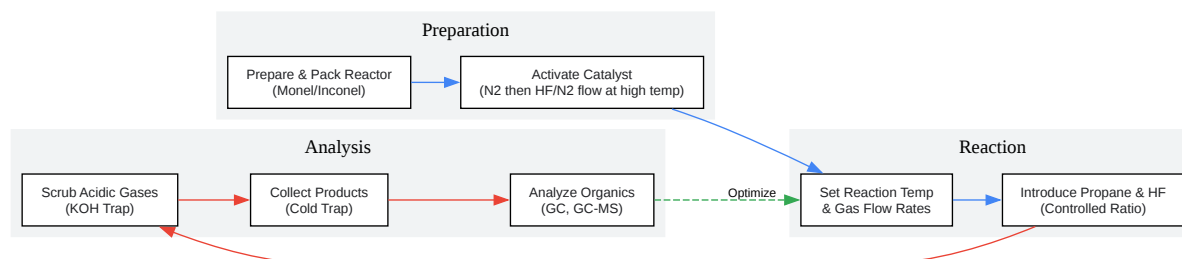 Preparation
Prepare & Pack Reactor
(Monel/Inconel)
Activate Catalyst
(N2 then HF/N2 flow at high temp)
Analysis
Scrub Acidic Gases
(KOH Trap)
Collect Products
(Cold Trap)
Analyze Organics
(GC, GC-MS)
Optimize
Reaction
Set Reaction Temp
& Gas Flow Rates
Introduce Propane & HF
(Controlled Ratio)